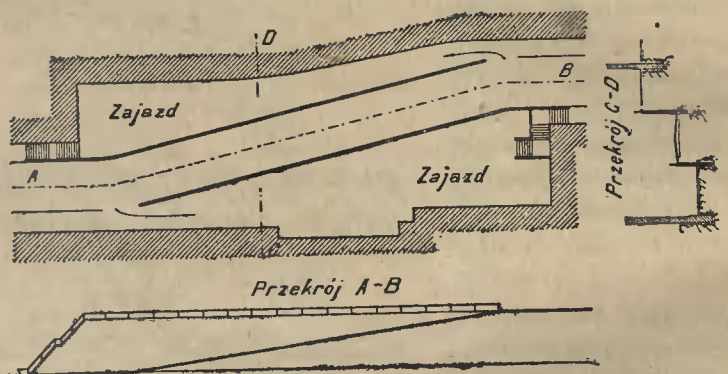 D
B
Zajazd
Przekrój C-D
A
Zajazd
C
Przekrój A-B